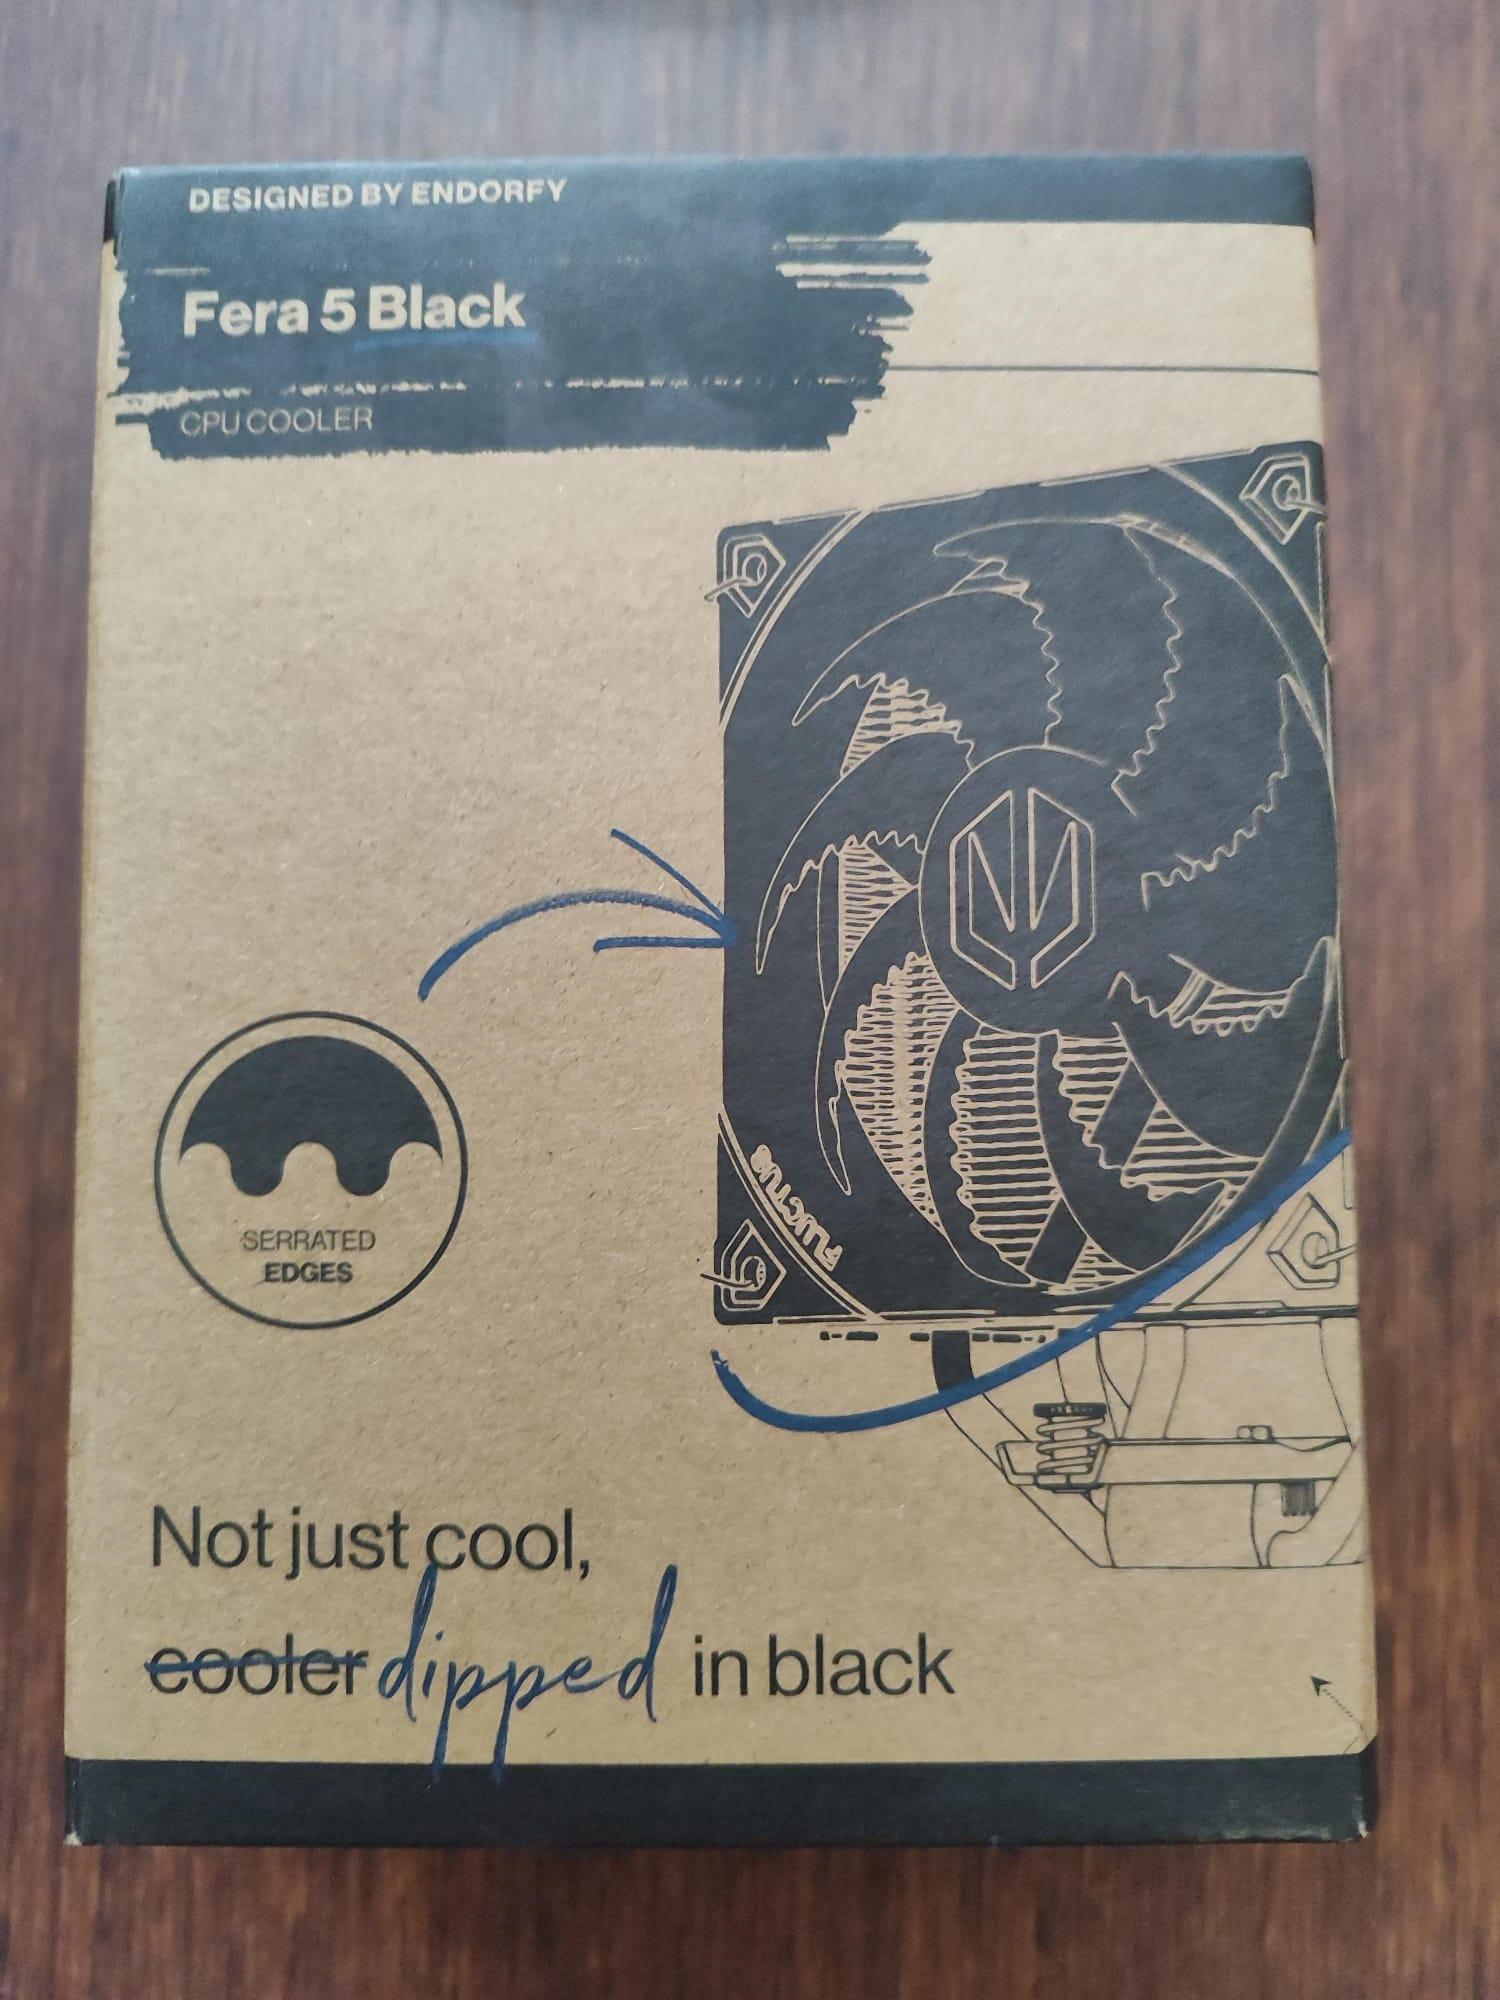 DESIGNED BY ENDORFY
Fera 5 Black
CPU COOLER
FLUCTUS
SERRATED
EDGES
Not just cool,
cooler dipped in black